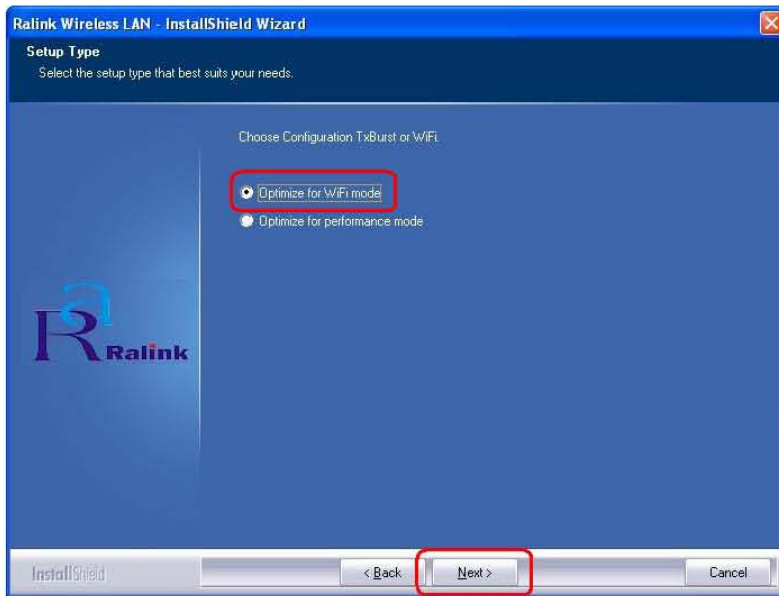 Ralink Wireless LAN - InstallShield Wizard
Setup Type
Select the setup type that best suits your needs.
Choose Configuration TxBurst or WiFi.
Optimize for WiFi mode
Optimize for performance mode
Ra
Ralink
InstallShield
< Back
Next >
Cancel